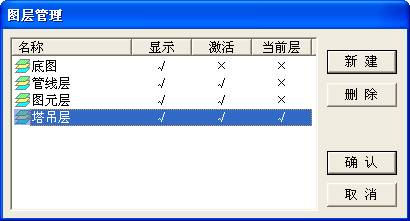 图层管理
名称 显示 激活 当前层
底图 √ × ×
管线层 √ √ ×
图元层 √ √ ×
塔吊层 √ √ √
新 建
删 除
确 认
取 消